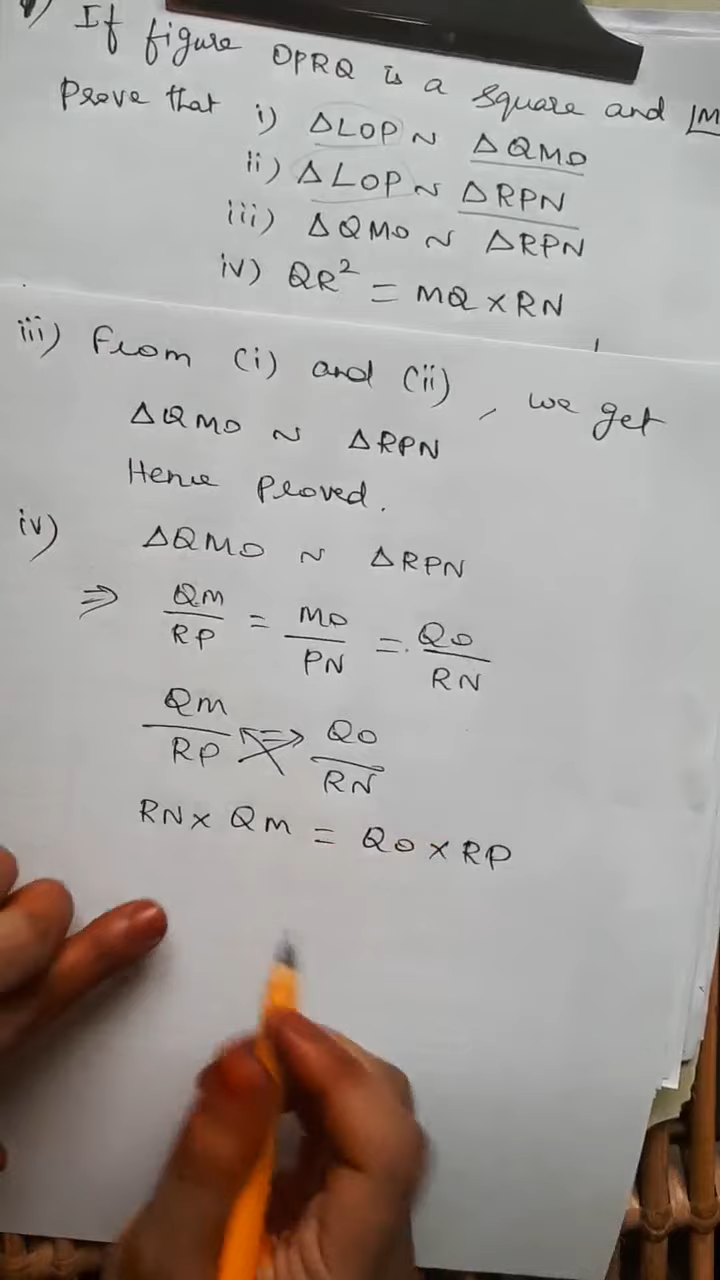 If figure OPRQ is a square and ∠M
Prove that i) ΔLOP ~ ΔQMO
ii) ΔLOP ~ ΔRPN
iii) ΔQMO ~ ΔRPN
iv) QR² = MQ × RN
iii) From (i) and (ii), we get
ΔQMO ~ ΔRPN
Hence Proved.
iv) ΔQMO ~ ΔRPN
⇒ QM/RP = MO/PN = QO/RN
QM/RP = QO/RN
RN × QM = QO × RP